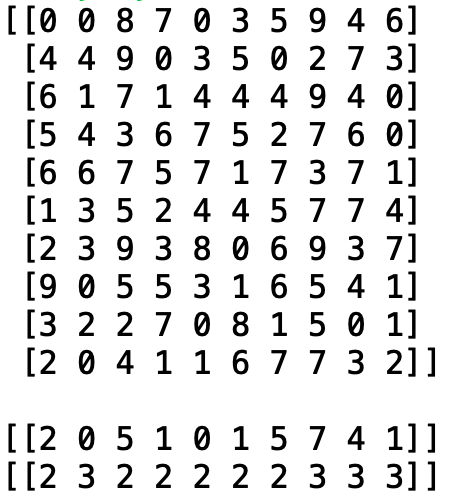 [[0 0 8 7 0 3 5 9 4 6]
[4 4 9 0 3 5 0 2 7 3]
[6 1 7 1 4 4 4 9 4 0]
[5 4 3 6 7 5 2 7 6 0]
[6 6 7 5 7 1 7 3 7 1]
[1 3 5 2 4 4 5 7 7 4]
[2 3 9 3 8 0 6 9 3 7]
[9 0 5 5 3 1 6 5 4 1]
[3 2 2 7 0 8 1 5 0 1]
[2 0 4 1 1 6 7 7 3 2]]
[[2 0 5 1 0 1 5 7 4 1]]
[[2 3 2 2 2 2 2 3 3 3]]